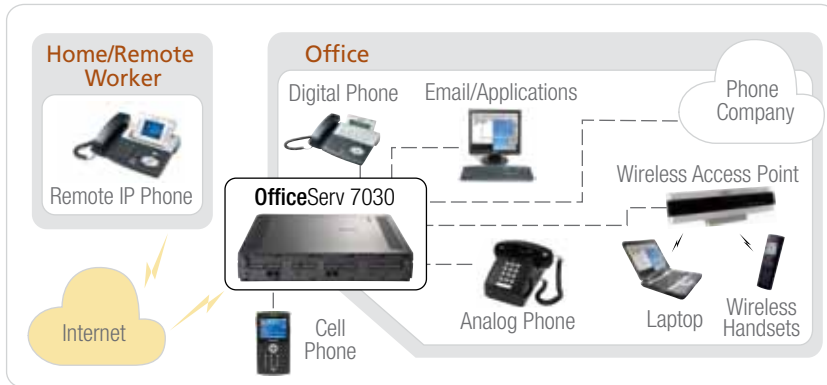 Home/Remote
Worker
Remote IP Phone
Office
Digital Phone
Email/Applications
Phone
Company
Wireless Access Point
OfficeServ 7030
Internet
Cell
Phone
Analog Phone
Laptop
Wireless
Handsets